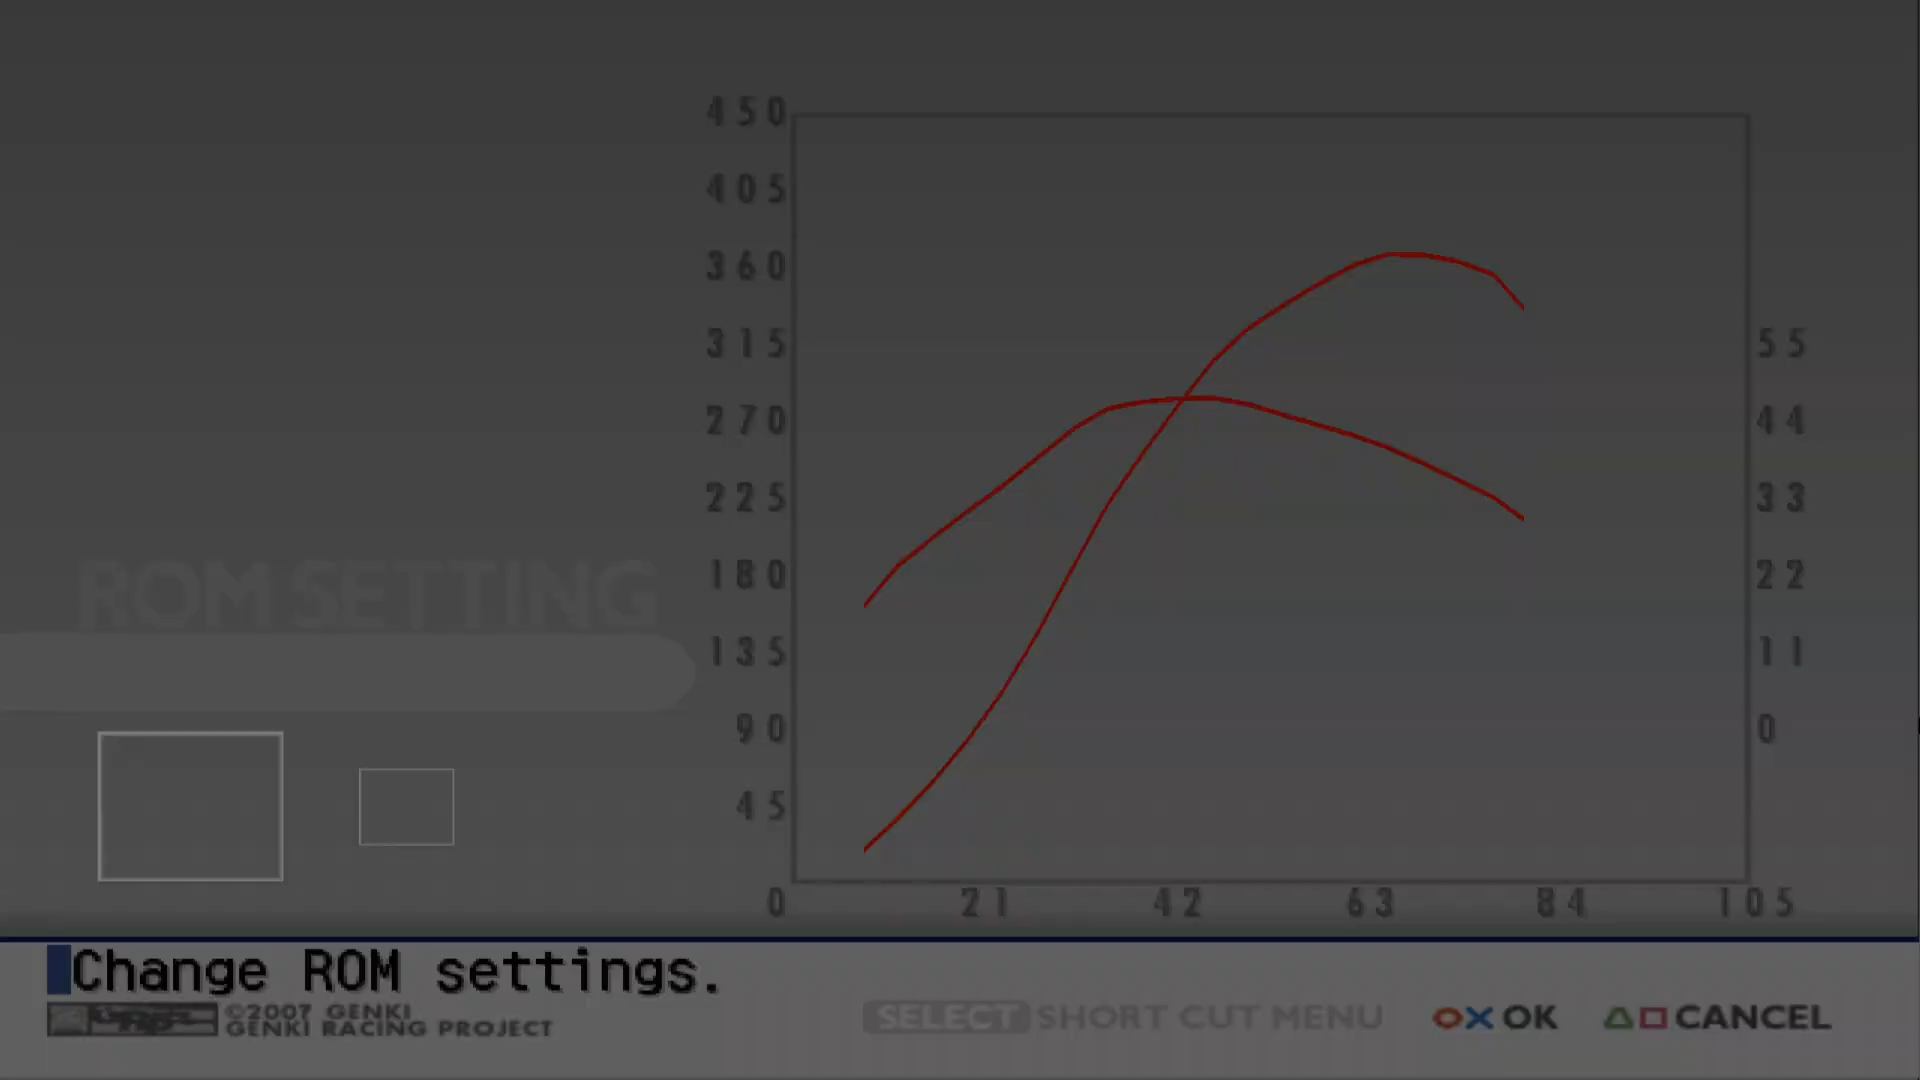 450
405
360
315
270
225
180
135
90
45
55
44
33
22
11
0
0 21 42 63 84 105
ROM SETTING
Change ROM settings.
©2007 GENKI
GENKI RACING PROJECT
SELECT SHORT CUT MENU
OK
CANCEL